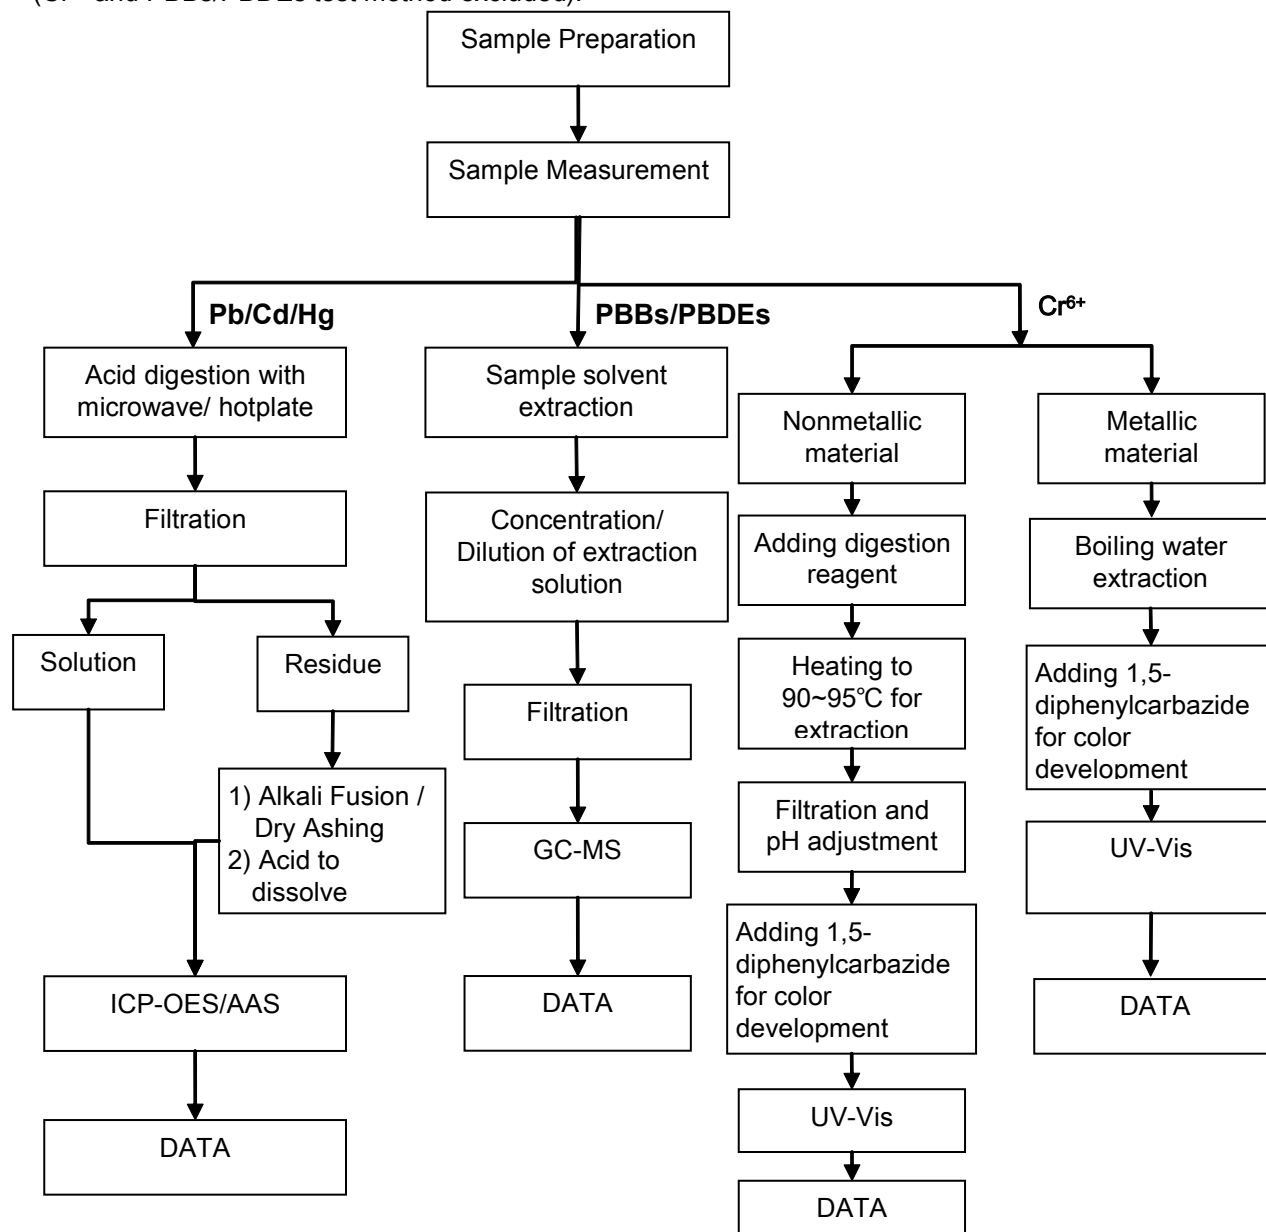 Sample Preparation
Sample Measurement
Pb/Cd/Hg
PBBs/PBDEs
Cr⁶⁺
Acid digestion with
microwave/ hotplate
Filtration
Solution
Residue
1) Alkali Fusion /
Dry Ashing
2) Acid to
dissolve
ICP-OES/AAS
DATA
Sample solvent
extraction
Concentration/
Dilution of extraction
solution
Filtration
GC-MS
DATA
Nonmetallic
material
Adding digestion
reagent
Heating to
90~95℃ for
extraction
Filtration and
pH adjustment
Adding 1,5-
diphenylcarbazide
for color
development
UV-Vis
DATA
Metallic
material
Boiling water
extraction
Adding 1,5-
diphenylcarbazide
for color
development
UV-Vis
DATA